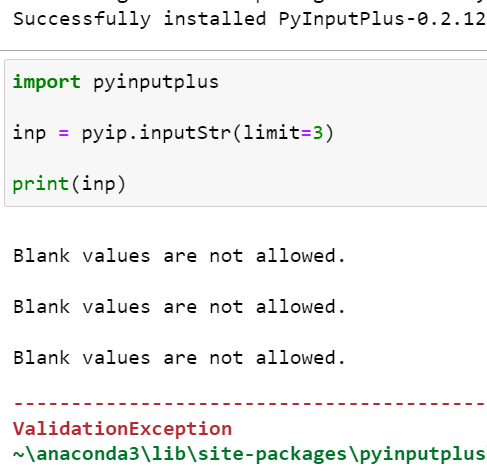 Successfully installed PyInputPlus-0.2.12
import pyinputplus
inp = pyip.inputStr(limit=3)
print(inp)
Blank values are not allowed.
Blank values are not allowed.
Blank values are not allowed.
-----------------------------------------
ValidationException
~\anaconda3\lib\site-packages\pyinputplus